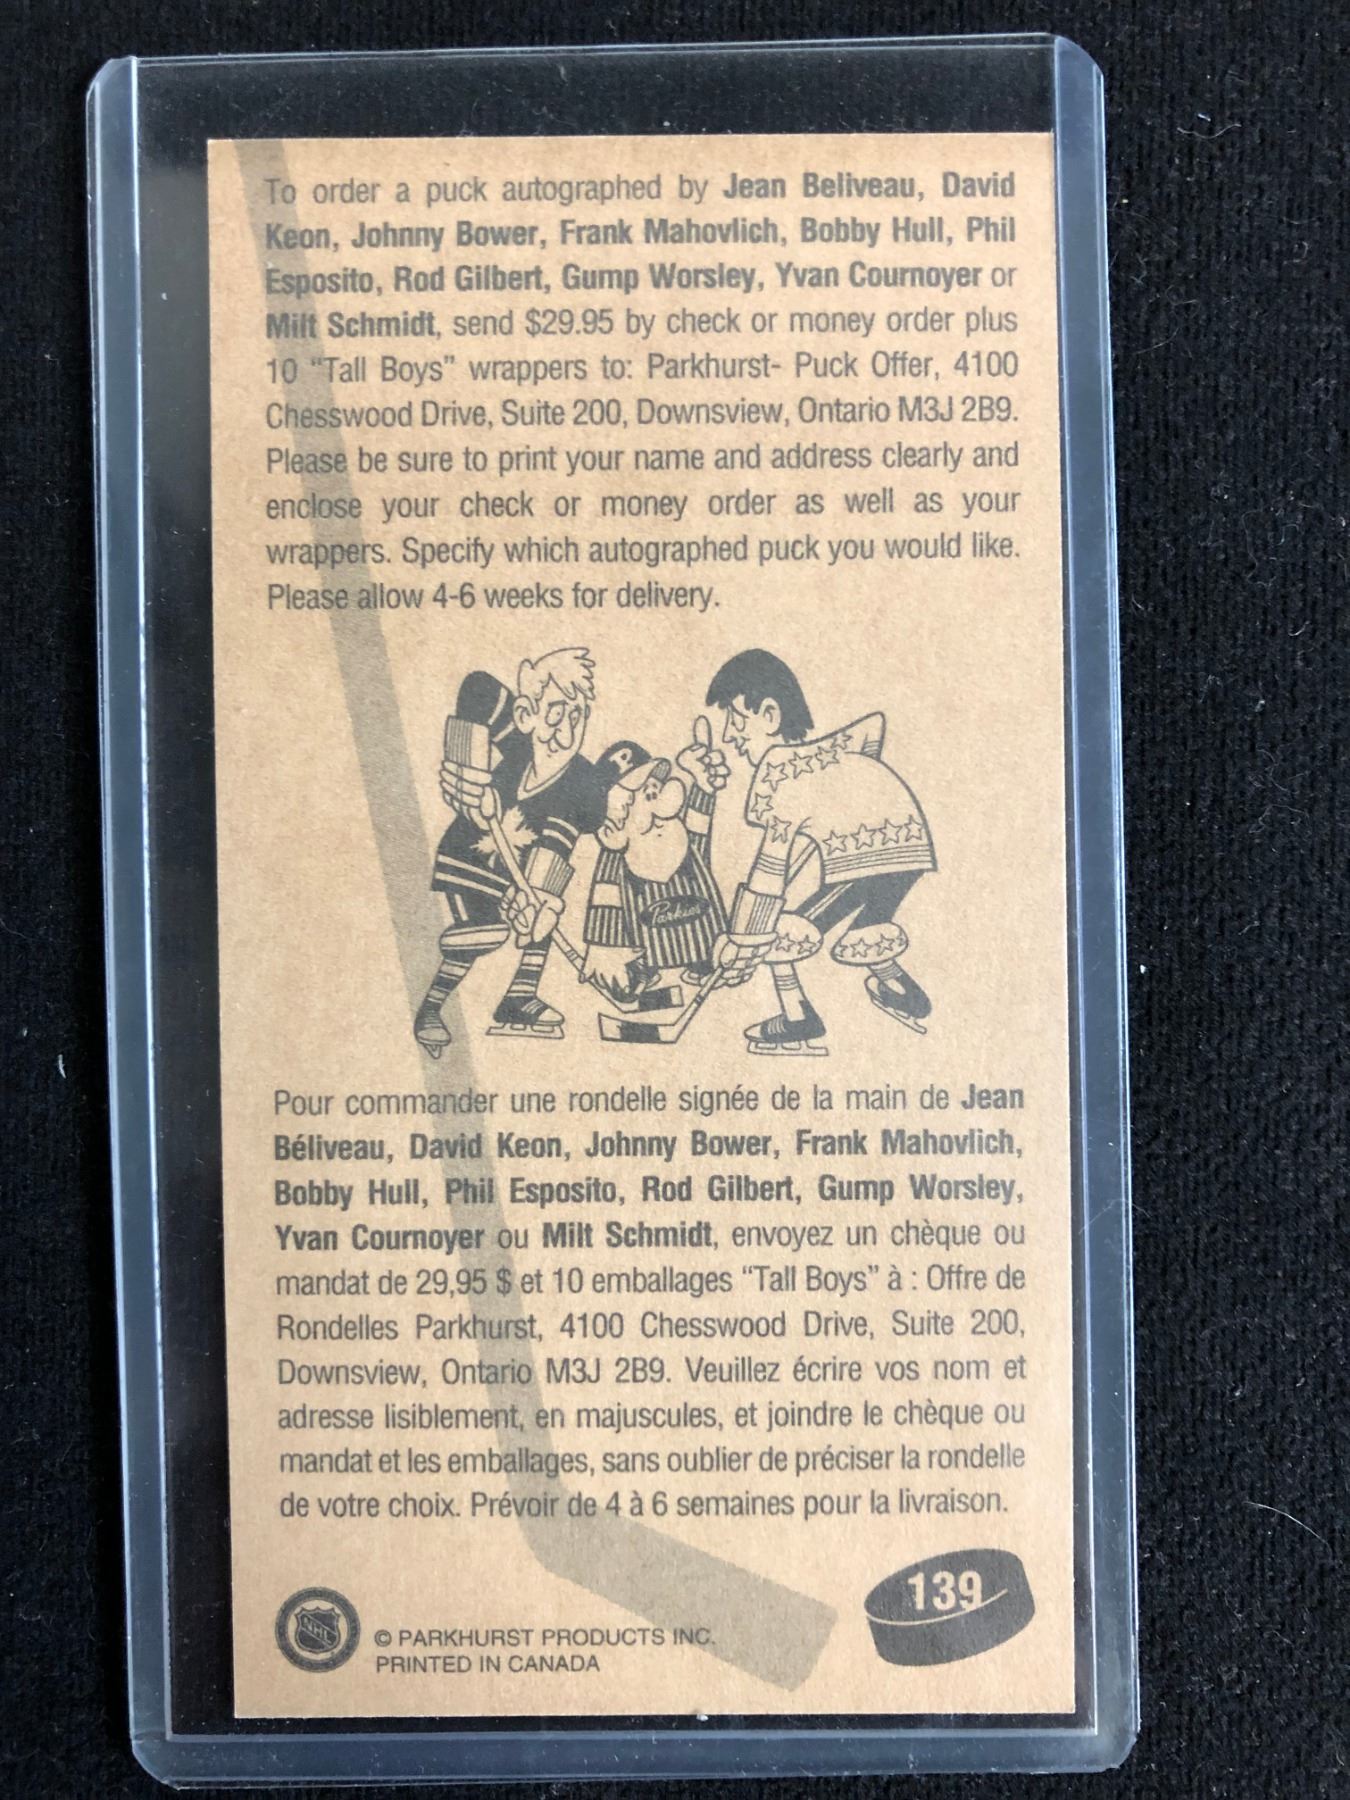 To order a puck autographed by Jean Beliveau, David
Keon, Johnny Bower, Frank Mahovlich, Bobby Hull, Phil
Esposito, Rod Gilbert, Gump Worsley, Yvan Cournoyer or
Milt Schmidt, send $29.95 by check or money order plus
10 “Tall Boys” wrappers to: Parkhurst- Puck Offer, 4100
Chesswood Drive, Suite 200, Downsview, Ontario M3J 2B9.
Please be sure to print your name and address clearly and
enclose your check or money order as well as your
wrappers. Specify which autographed puck you would like.
Please allow 4-6 weeks for delivery.
P
Parkies
Pour commander une rondelle signée de la main de Jean
Béliveau, David Keon, Johnny Bower, Frank Mahovlich,
Bobby Hull, Phil Esposito, Rod Gilbert, Gump Worsley,
Yvan Cournoyer ou Milt Schmidt, envoyez un chèque ou
mandat de 29,95 $ et 10 emballages “Tall Boys” à : Offre de
Rondelles Parkhurst, 4100 Chesswood Drive, Suite 200,
Downsview, Ontario M3J 2B9. Veuillez écrire vos nom et
adresse lisiblement, en majuscules, et joindre le chèque ou
mandat et les emballages, sans oublier de préciser la rondelle
de votre choix. Prévoir de 4 à 6 semaines pour la livraison.
139
NHL
© PARKHURST PRODUCTS INC.
PRINTED IN CANADA